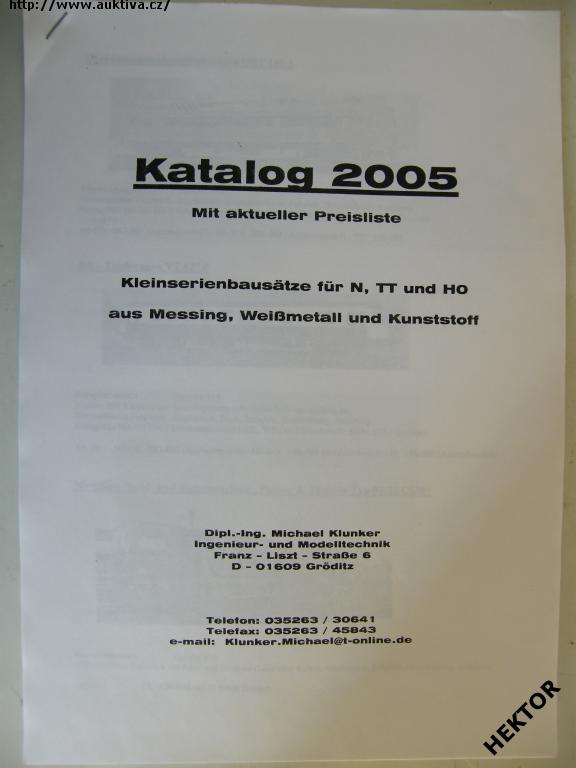 http://www.auktiva.cz/
Katalog 2005
Mit aktueller Preisliste
Kleinserienbausätze für N, TT und HO
aus Messing, Weißmetall und Kunststoff
Dipl.-Ing. Michael Klunker
Ingenieur- und Modelltechnik
Franz - Liszt - Straße 6
D - 01609 Gröditz
Telefon: 035263 / 30641
Telefax: 035263 / 45843
e-mail: Klunker.Michael@t-online.de
HEKTOR